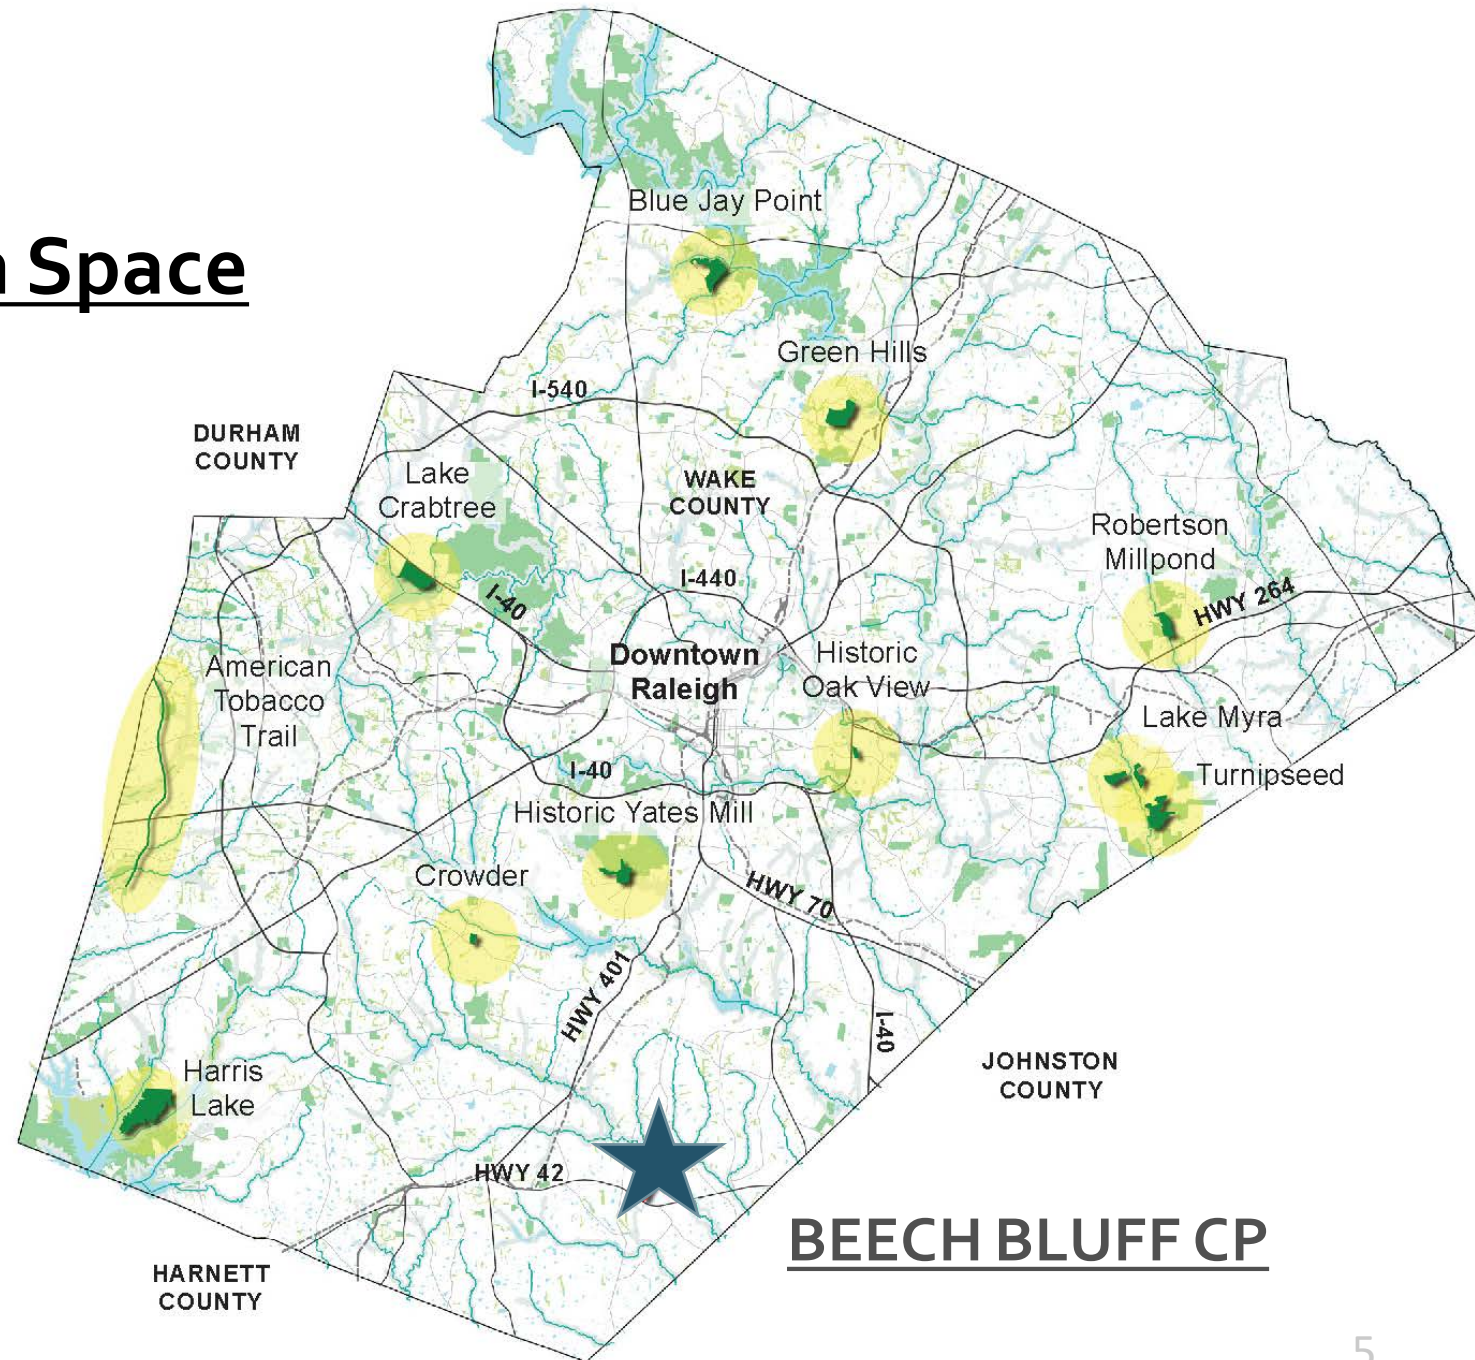 Space
Blue Jay Point
Green Hills
I-540
DURHAM
COUNTY
Lake
Crabtree
WAKE
COUNTY
Robertson
Millpond
I-440
I-40
HWY 264
Downtown
Raleigh
Historic
Oak View
American
Tobacco
Trail
Lake Myra
I-40
Turnipseed
Historic Yates Mill
Crowder
HWY 70
HWY 401
I-40
JOHNSTON
COUNTY
Harris
Lake
HWY 42
BEECH BLUFF CP
HARNETT
COUNTY
5